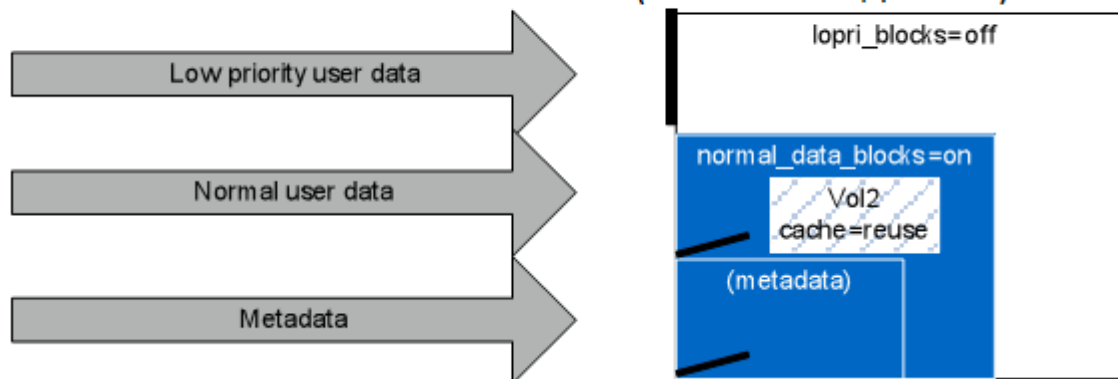 lopri_blocks=off
Low priority user data
normal_data_blocks=on
Normal user data
Vol2
cache=reuse
(metadata)
Metadata